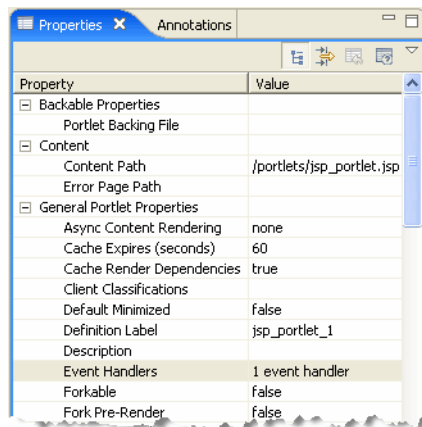 Properties Annotations
Property Value
Backable Properties
Portlet Backing File
Content
Content Path /portlets/jsp_portlet.jsp
Error Page Path
General Portlet Properties
Async Content Rendering none
Cache Expires (seconds) 60
Cache Render Dependencies true
Client Classifications
Default Minimized false
Definition Label jsp_portlet_1
Description
Event Handlers 1 event handler
Forkable false
Fork Pre-Render false